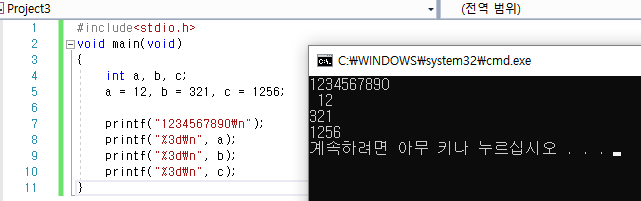 Project3
(전역 범위)
1 #include<stdio.h>
2 void main(void)
3 {
4 int a, b, c;
5 a = 12, b = 321, c = 1256;
6
7 printf("1234567890₩n");
8 printf("%3d₩n", a);
9 printf("%3d₩n", b);
10 printf("%3d₩n", c);
11 }
C:\. C:₩WINDOWS₩system32₩cmd.exe
1234567890
 12
321
1256
계속하려면 아무 키나 누르십시오 . . .